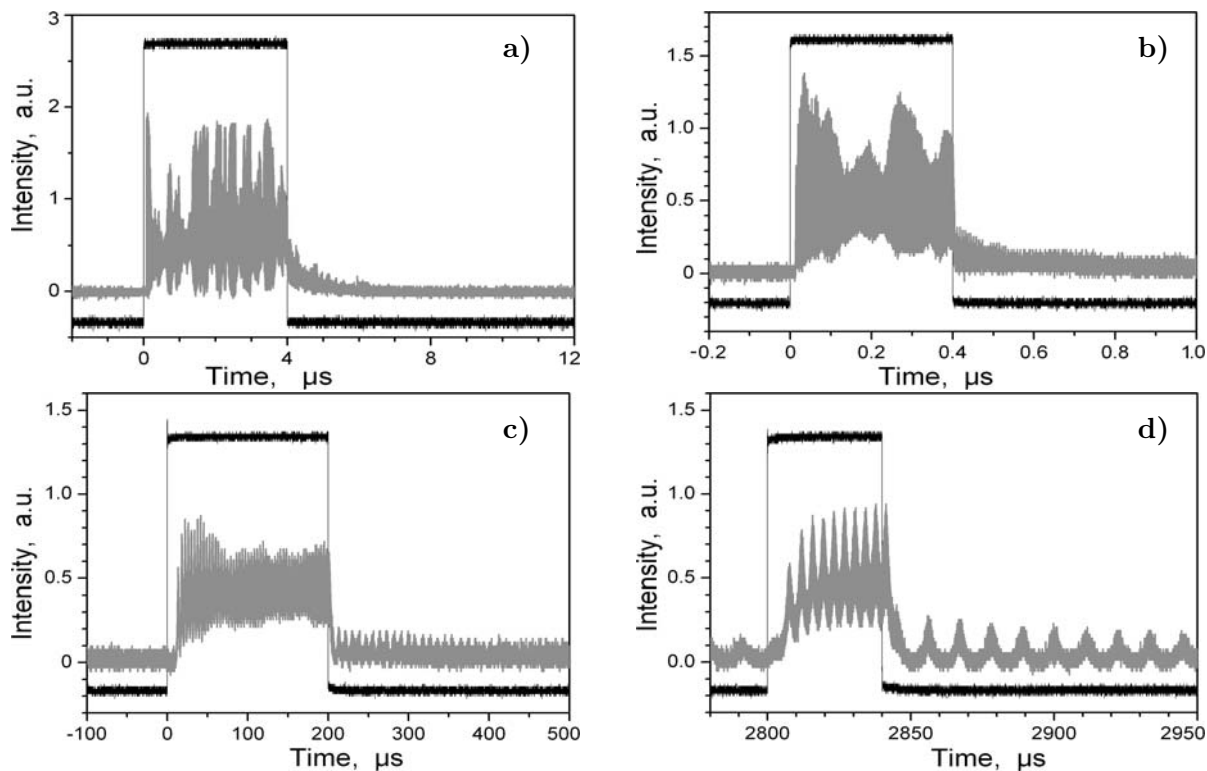 a)
3
2
1
0
Intensity, a.u.
0 4 8 12
Time, μs
b)
1.5
1.0
0.5
0
Intensity, a.u.
-0.2 0 0.2 0.4 0.6 0.8 1.0
Time, μs
c)
1.5
1.0
0.5
0
Intensity, a.u.
-100 0 100 200 300 400 500
Time, μs
d)
1.5
1.0
0.5
0.0
Intensity, a.u.
2800 2850 2900 2950
Time, μs